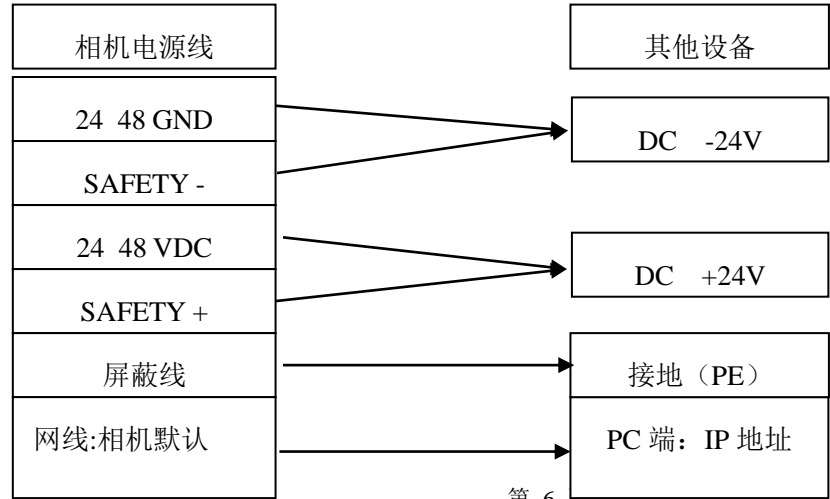 相机电源线
其他设备
24 48 GND
DC -24V
SAFETY -
24 48 VDC
DC +24V
SAFETY +
屏蔽线
接地（PE）
网线:相机默认
PC 端：IP 地址
第 6